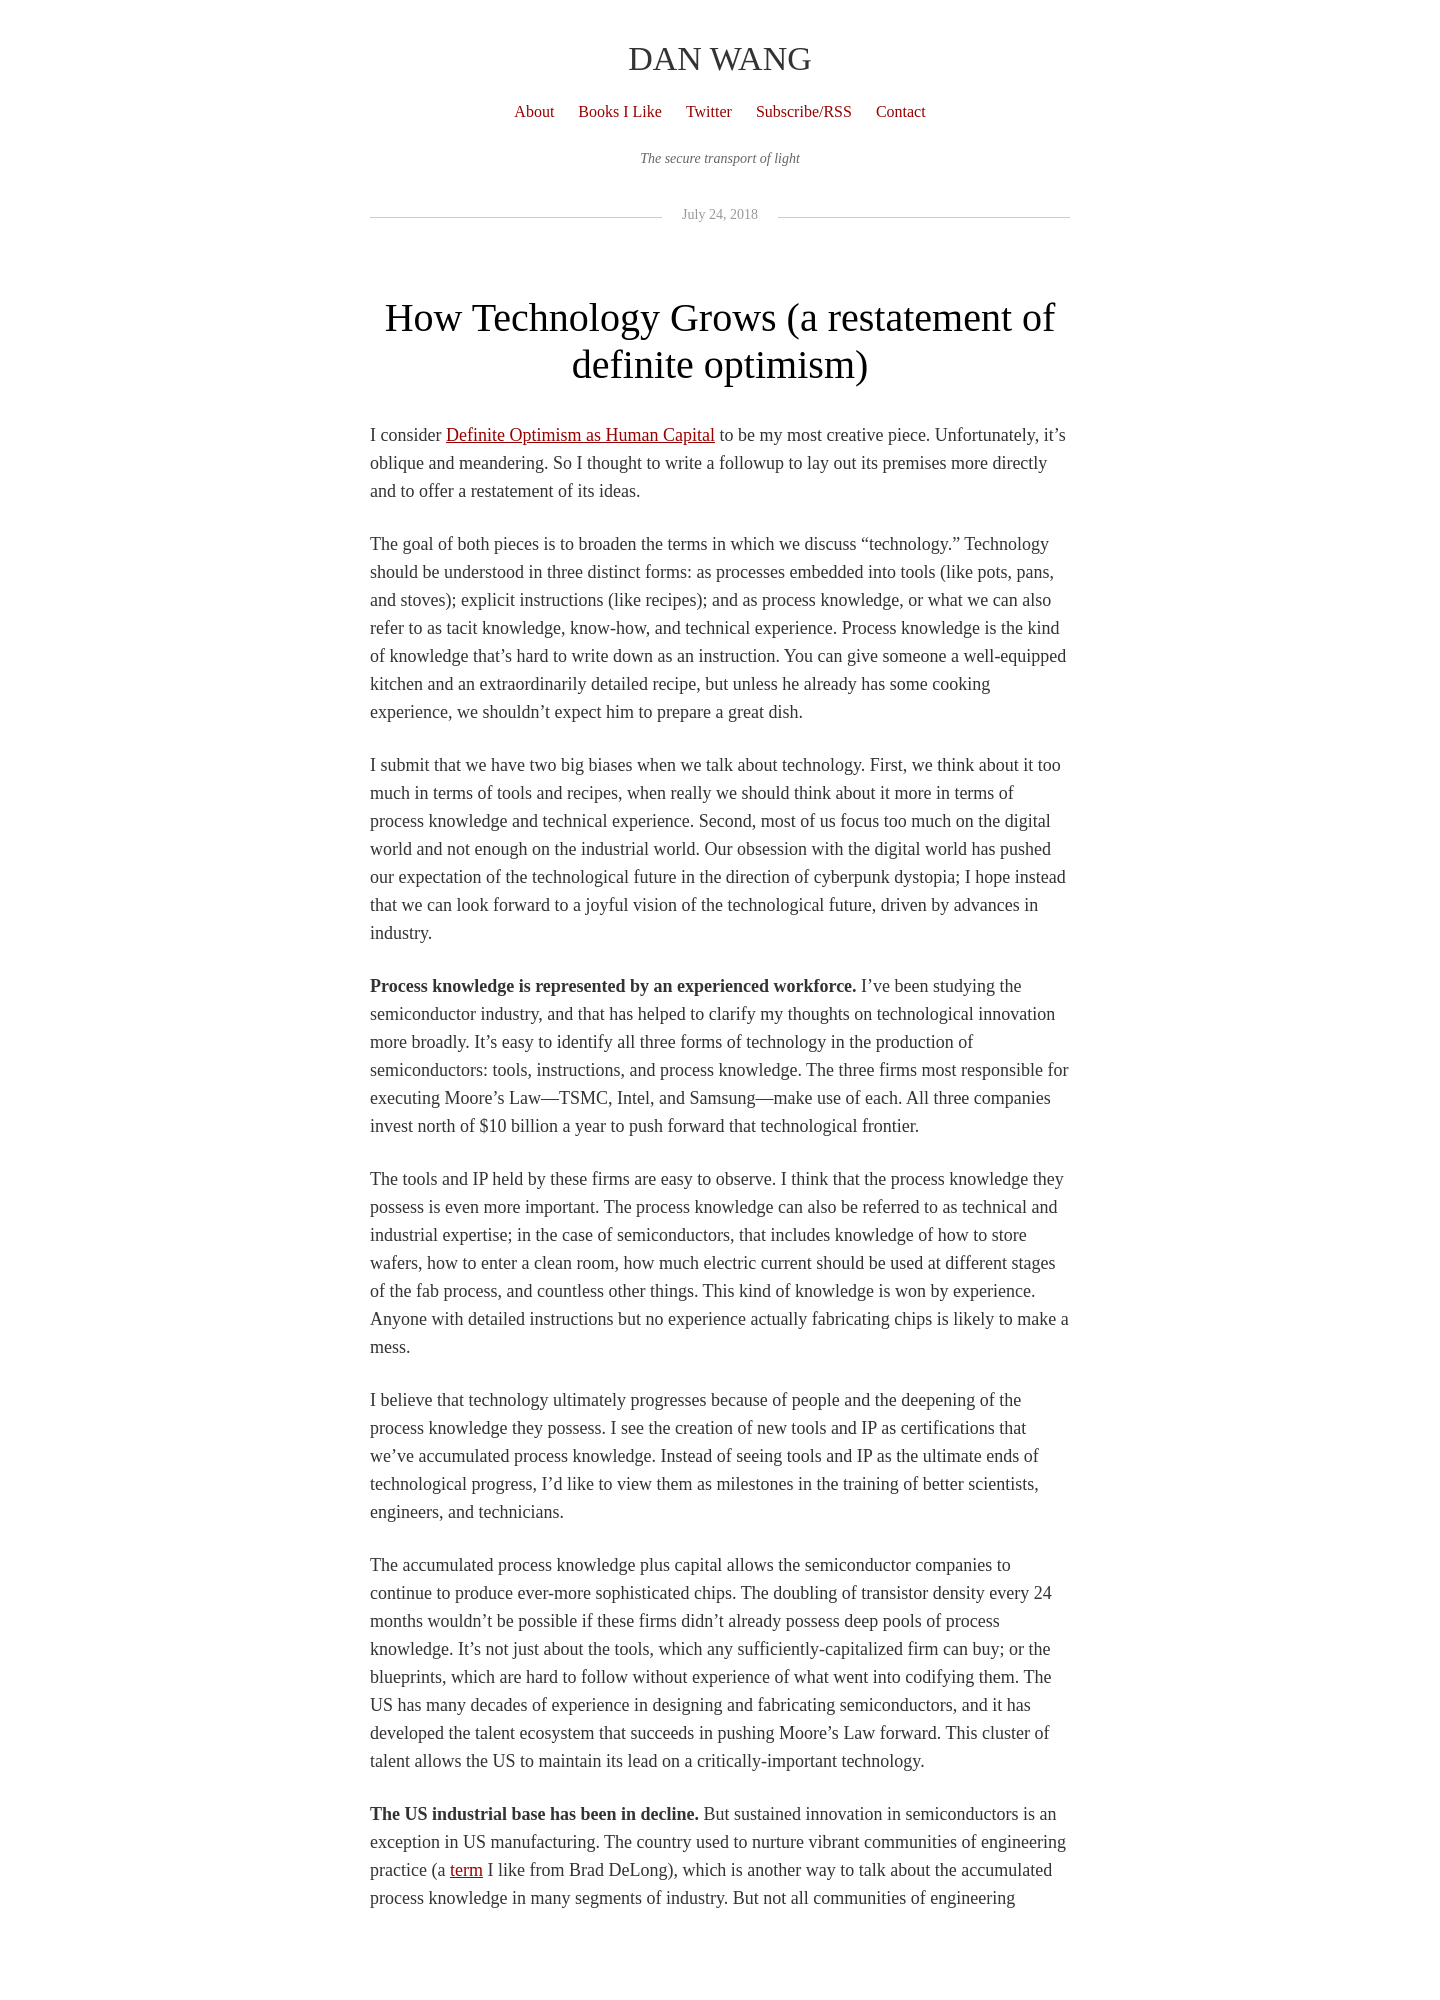 DAN WANG
About Books I Like Twitter Subscribe/RSS Contact
The secure transport of light
July 24, 2018
How Technology Grows (a restatement of
definite optimism)
I consider Definite Optimism as Human Capital to be my most creative piece. Unfortunately, it’s
oblique and meandering. So I thought to write a followup to lay out its premises more directly
and to offer a restatement of its ideas.
The goal of both pieces is to broaden the terms in which we discuss “technology.” Technology
should be understood in three distinct forms: as processes embedded into tools (like pots, pans,
and stoves); explicit instructions (like recipes); and as process knowledge, or what we can also
refer to as tacit knowledge, know-how, and technical experience. Process knowledge is the kind
of knowledge that’s hard to write down as an instruction. You can give someone a well-equipped
kitchen and an extraordinarily detailed recipe, but unless he already has some cooking
experience, we shouldn’t expect him to prepare a great dish.
I submit that we have two big biases when we talk about technology. First, we think about it too
much in terms of tools and recipes, when really we should think about it more in terms of
process knowledge and technical experience. Second, most of us focus too much on the digital
world and not enough on the industrial world. Our obsession with the digital world has pushed
our expectation of the technological future in the direction of cyberpunk dystopia; I hope instead
that we can look forward to a joyful vision of the technological future, driven by advances in
industry.
Process knowledge is represented by an experienced workforce. I’ve been studying the
semiconductor industry, and that has helped to clarify my thoughts on technological innovation
more broadly. It’s easy to identify all three forms of technology in the production of
semiconductors: tools, instructions, and process knowledge. The three firms most responsible for
executing Moore’s Law—TSMC, Intel, and Samsung—make use of each. All three companies
invest north of $10 billion a year to push forward that technological frontier.
The tools and IP held by these firms are easy to observe. I think that the process knowledge they
possess is even more important. The process knowledge can also be referred to as technical and
industrial expertise; in the case of semiconductors, that includes knowledge of how to store
wafers, how to enter a clean room, how much electric current should be used at different stages
of the fab process, and countless other things. This kind of knowledge is won by experience.
Anyone with detailed instructions but no experience actually fabricating chips is likely to make a
mess.
I believe that technology ultimately progresses because of people and the deepening of the
process knowledge they possess. I see the creation of new tools and IP as certifications that
we’ve accumulated process knowledge. Instead of seeing tools and IP as the ultimate ends of
technological progress, I’d like to view them as milestones in the training of better scientists,
engineers, and technicians.
The accumulated process knowledge plus capital allows the semiconductor companies to
continue to produce ever-more sophisticated chips. The doubling of transistor density every 24
months wouldn’t be possible if these firms didn’t already possess deep pools of process
knowledge. It’s not just about the tools, which any sufficiently-capitalized firm can buy; or the
blueprints, which are hard to follow without experience of what went into codifying them. The
US has many decades of experience in designing and fabricating semiconductors, and it has
developed the talent ecosystem that succeeds in pushing Moore’s Law forward. This cluster of
talent allows the US to maintain its lead on a critically-important technology.
The US industrial base has been in decline. But sustained innovation in semiconductors is an
exception in US manufacturing. The country used to nurture vibrant communities of engineering
practice (a term I like from Brad DeLong), which is another way to talk about the accumulated
process knowledge in many segments of industry. But not all communities of engineering